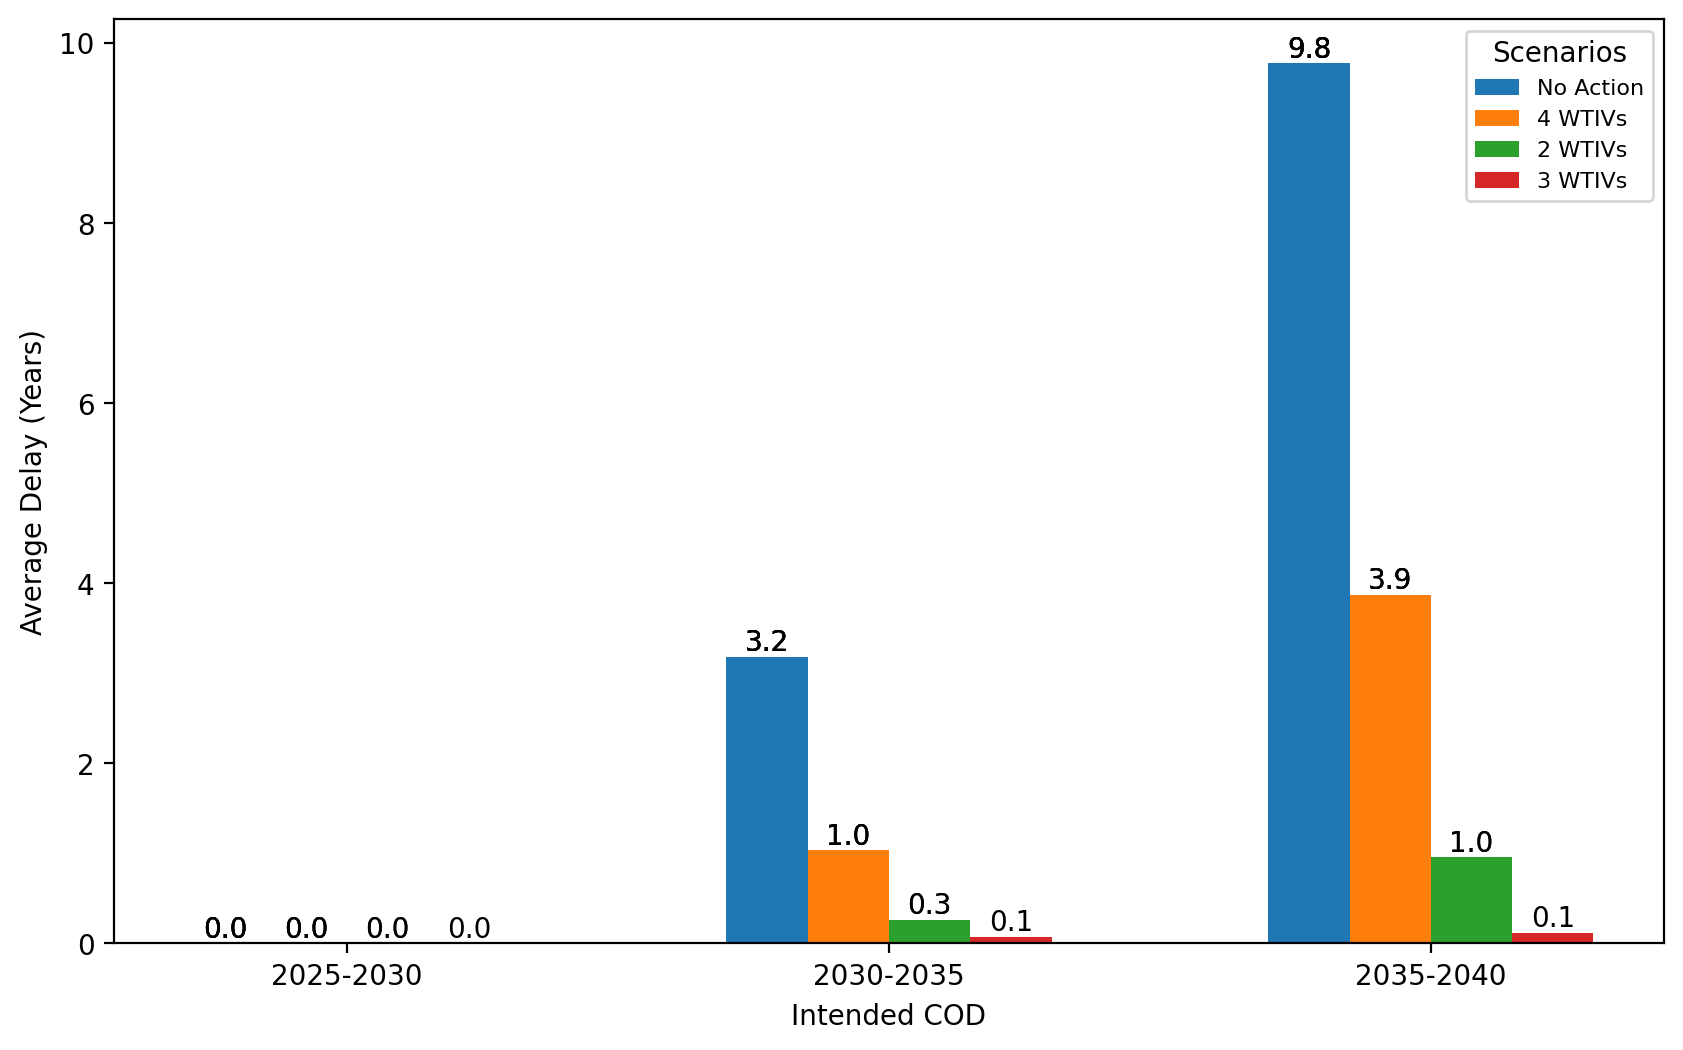 Scenarios
No Action
4 WTIVs
2 WTIVs
3 WTIVs
Average Delay (Years)
10
8
6
4
2
0
0.0 0.0 0.0 0.0
3.2 1.0 0.3 0.1
9.8 3.9 1.0 0.1
2025-2030 2030-2035 2035-2040
Intended COD